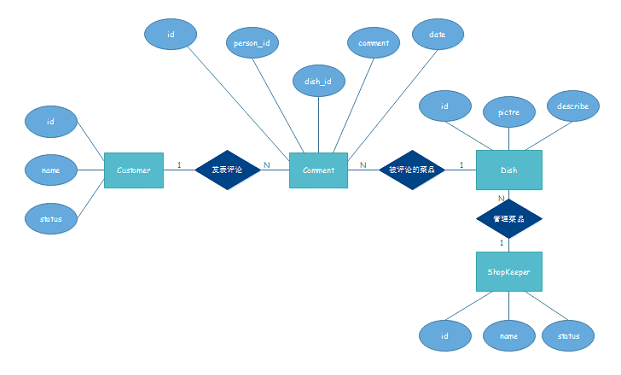 id
person_id
dish_id
comment
date
id
pictre
describe
id
name
status
Customer
1
发表评论
N
Comment
N
被评论的菜品
1
Dish
N
管理菜品
1
ShopKeeper
id
name
status